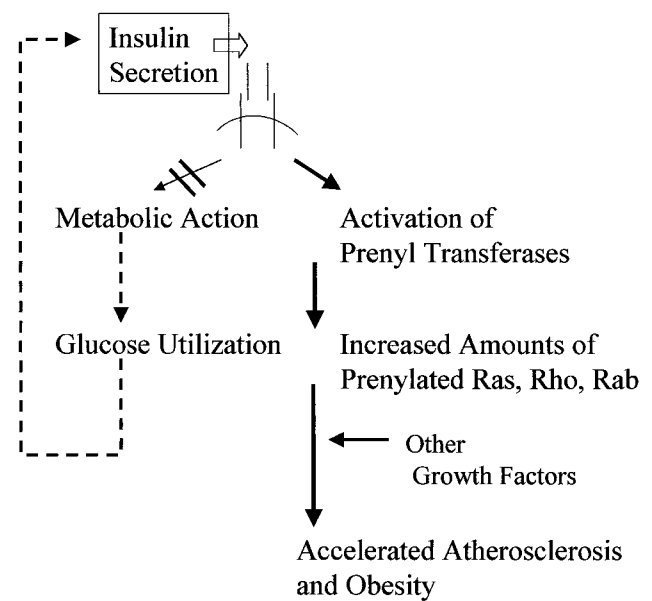 Insulin
Secretion
Metabolic Action
Activation of
Prenyl Transferases
Glucose Utilization
Increased Amounts of
Prenylated Ras, Rho, Rab
Other
Growth Factors
Accelerated Atherosclerosis
and Obesity